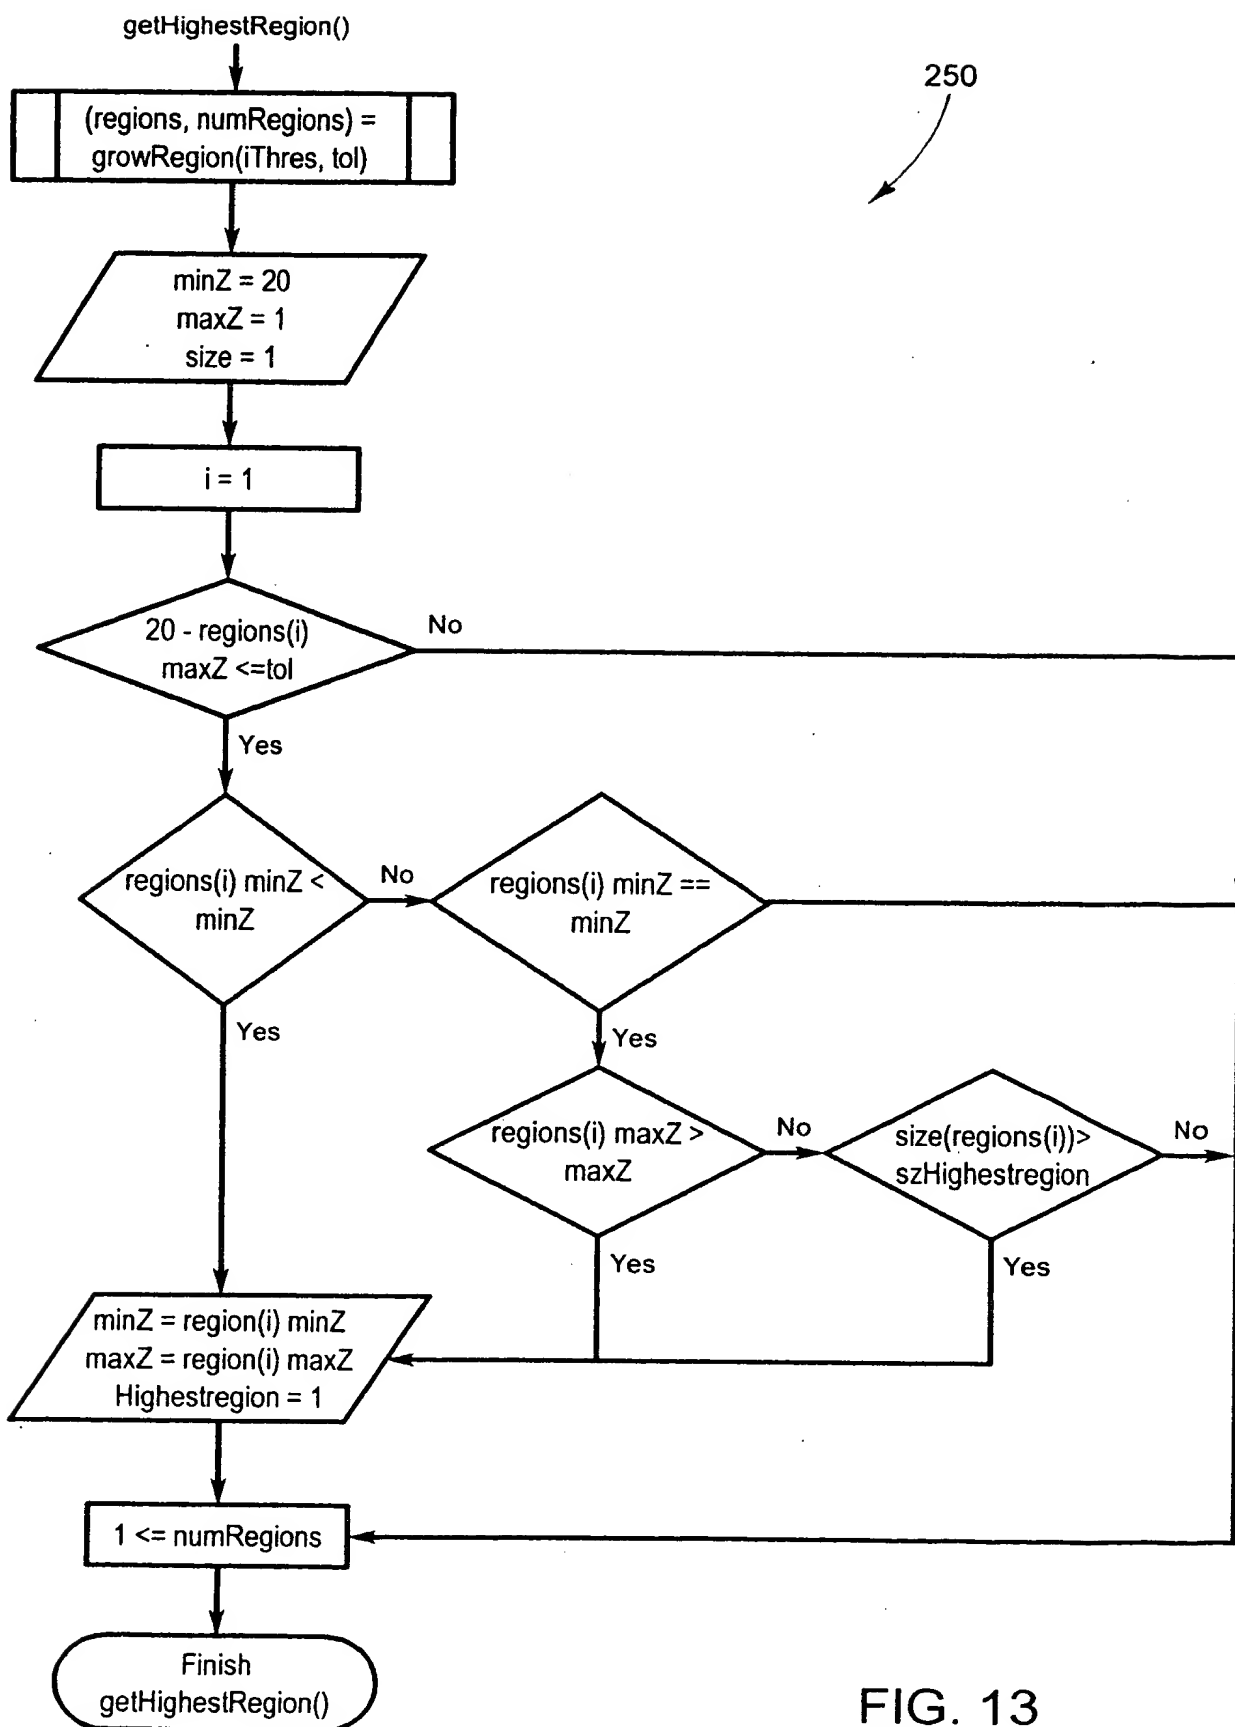 getHighestRegion()
250
(regions, numRegions) =
growRegion(iThres, tol)
minZ = 20
maxZ = 1
size = 1
i = 1
20 - regions(i)
maxZ <=tol
No
Yes
regions(i) minZ <
minZ
No
regions(i) minZ ==
minZ
Yes
Yes
regions(i) maxZ >
maxZ
No
size(regions(i))>
szHighestregion
No
Yes
Yes
minZ = region(i) minZ
maxZ = region(i) maxZ
Highestregion = 1
1 <= numRegions
Finish
getHighestRegion()
FIG. 13